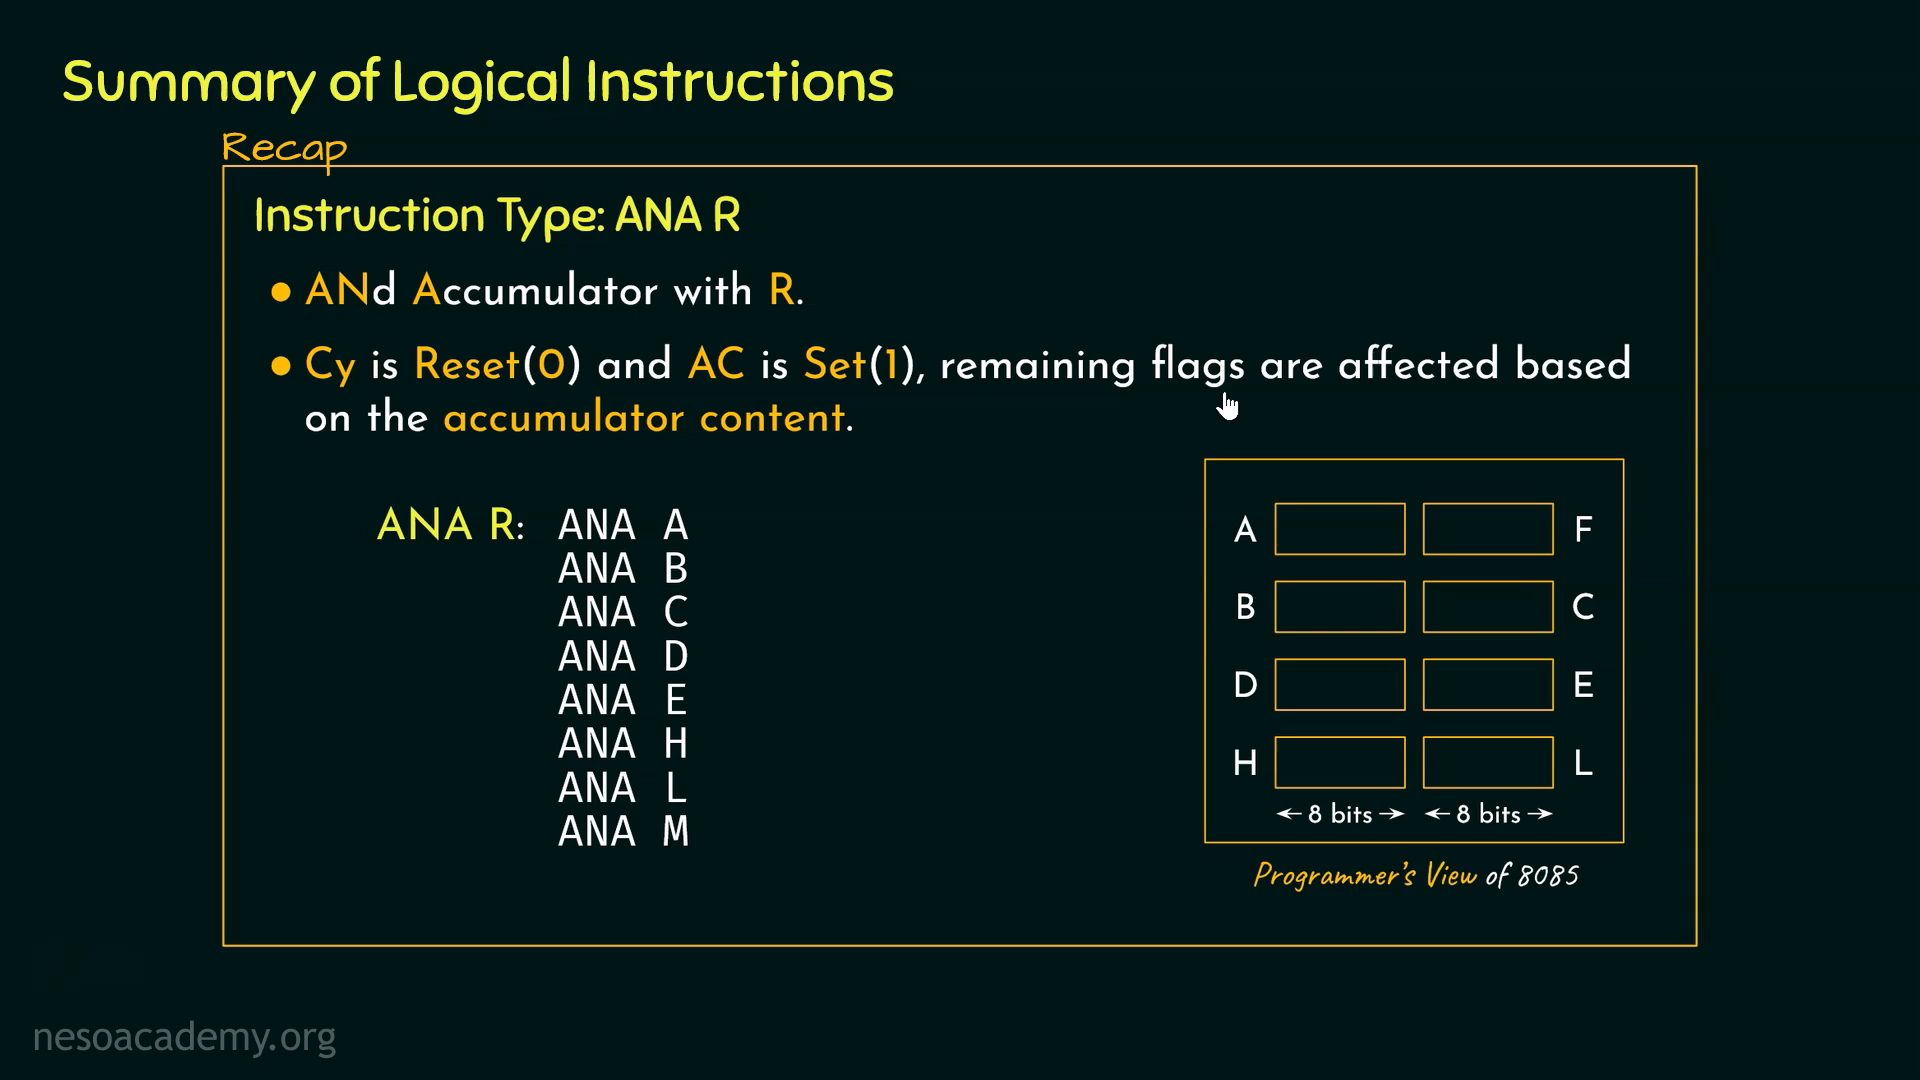 Summary of Logical Instructions
Recap
Instruction Type: ANA R
● ANd Accumulator with R.
● Cy is Reset(0) and AC is Set(1), remaining flags are affected based
on the accumulator content.
ANA R: ANA A
ANA B
ANA C
ANA D
ANA E
ANA H
ANA L
ANA M
A F
B C
D E
H L
←8 bits→ ←8 bits→
Programmer's View of 8085
nesoacademy.org